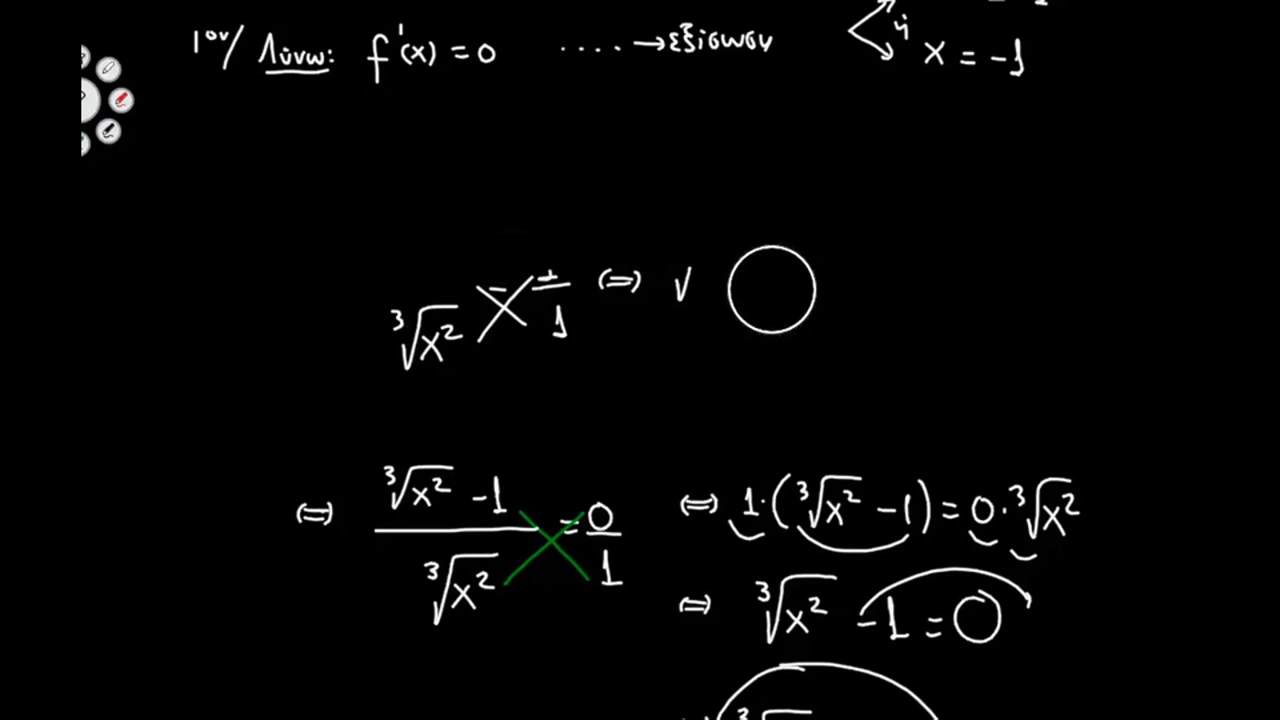 1ον/ Λύνω: f'(x) = 0 .... → εξίσωση ή x = -1
∛x² = 1 ⇔ √
⇔ (∛x² - 1)/∛x² = 0/1 ⇔ 1·(∛x² - 1) = 0·∛x²
⇔ ∛x² - 1 = 0